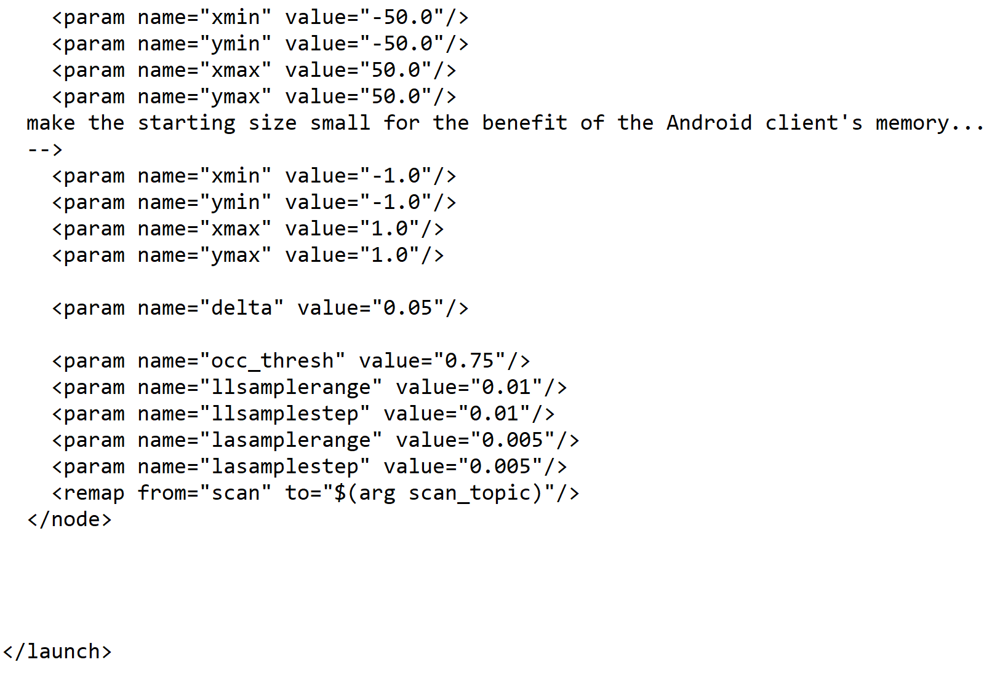 <param name="xmin" value="-50.0"/>
<param name="ymin" value="-50.0"/>
<param name="xmax" value="50.0"/>
<param name="ymax" value="50.0"/>
make the starting size small for the benefit of the Android client's memory...
-->
<param name="xmin" value="-1.0"/>
<param name="ymin" value="-1.0"/>
<param name="xmax" value="1.0"/>
<param name="ymax" value="1.0"/>
<param name="delta" value="0.05"/>
<param name="occ_thresh" value="0.75"/>
<param name="llsamplerange" value="0.01"/>
<param name="llsamplestep" value="0.01"/>
<param name="lasamplerange" value="0.005"/>
<param name="lasamplestep" value="0.005"/>
<remap from="scan" to="$(arg scan_topic)"/>
</node>
</launch>